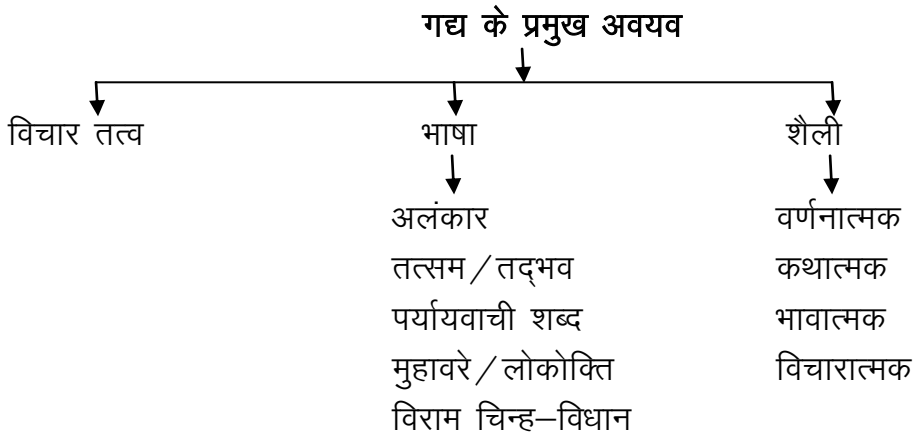 गद्य के प्रमुख अवयव
विचार तत्व भाषा शैली
अलंकार वर्णनात्मक
तत्सम/तद्भव कथात्मक
पर्यायवाची शब्द भावात्मक
मुहावरे/लोकोक्ति विचारात्मक
विराम चिन्ह–विधान